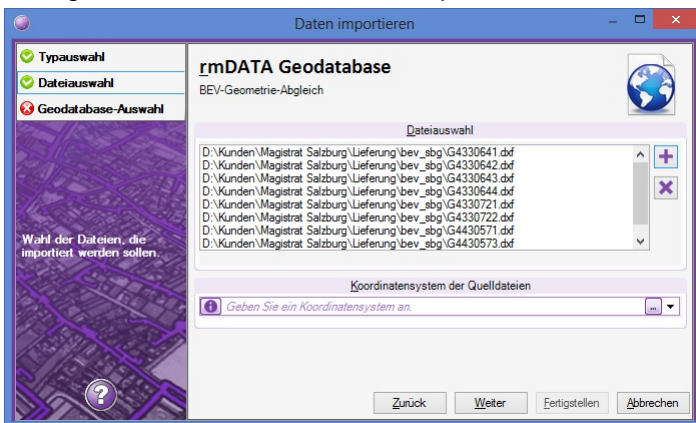 Daten importieren
Typauswahl
Dateiauswahl
Geodatabase-Auswahl
Wahl der Dateien, die
importiert werden sollen.
rmDATA Geodatabase
BEV-Geometrie-Abgleich
Dateiauswahl
D:\Kunden\Magistrat Salzburg\Lieferung\bev_sbg\G4330641.dxf
D:\Kunden\Magistrat Salzburg\Lieferung\bev_sbg\G4330642.dxf
D:\Kunden\Magistrat Salzburg\Lieferung\bev_sbg\G4330643.dxf
D:\Kunden\Magistrat Salzburg\Lieferung\bev_sbg\G4330644.dxf
D:\Kunden\Magistrat Salzburg\Lieferung\bev_sbg\G4330721.dxf
D:\Kunden\Magistrat Salzburg\Lieferung\bev_sbg\G4330722.dxf
D:\Kunden\Magistrat Salzburg\Lieferung\bev_sbg\G4430571.dxf
D:\Kunden\Magistrat Salzburg\Lieferung\bev_sbg\G4430573.dxf
Koordinatensystem der Quelldateien
Geben Sie ein Koordinatensystem an.
...
?
Zurück
Weiter
Fertigstellen
Abbrechen